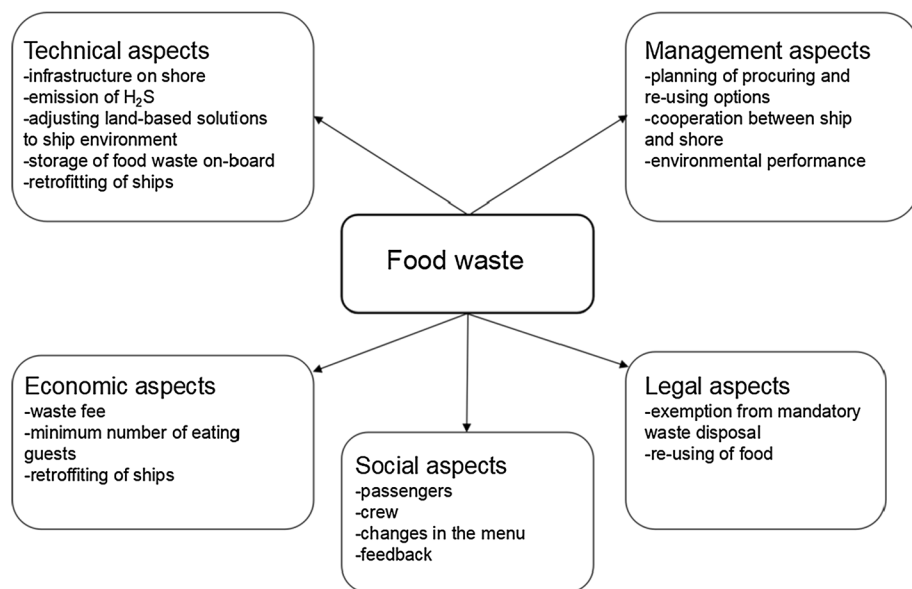 Technical aspects
-infrastructure on shore
-emission of H₂S
-adjusting land-based solutions
to ship environment
-storage of food waste on-board
-retrofitting of ships
Management aspects
-planning of procuring and
re-using options
-cooperation between ship
and shore
-environmental performance
Food waste
Economic aspects
-waste fee
-minimum number of eating
guests
-retroffiting of ships
Social aspects
-passengers
-crew
-changes in the menu
-feedback
Legal aspects
-exemption from mandatory
waste disposal
-re-using of food